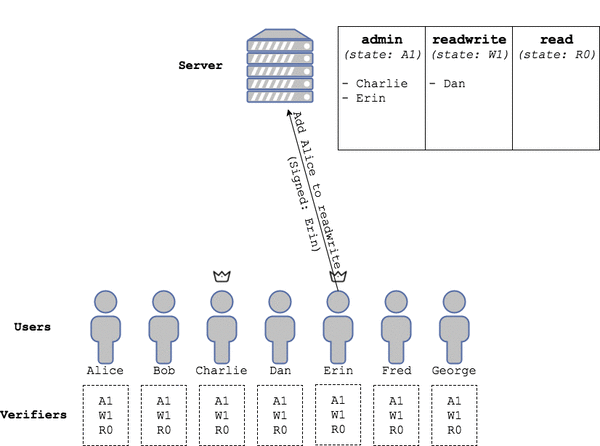 admin readwrite read
(state: A1) (state: W1) (state: R0)
Server
- Charlie - Dan
- Erin
Add Alice to readwrite
(Signed: Erin)
Users
Alice Bob Charlie Dan Erin Fred George
Verifiers
A1 A1 A1 A1 A1 A1 A1
W1 W1 W1 W1 W1 W1 W1
R0 R0 R0 R0 R0 R0 R0